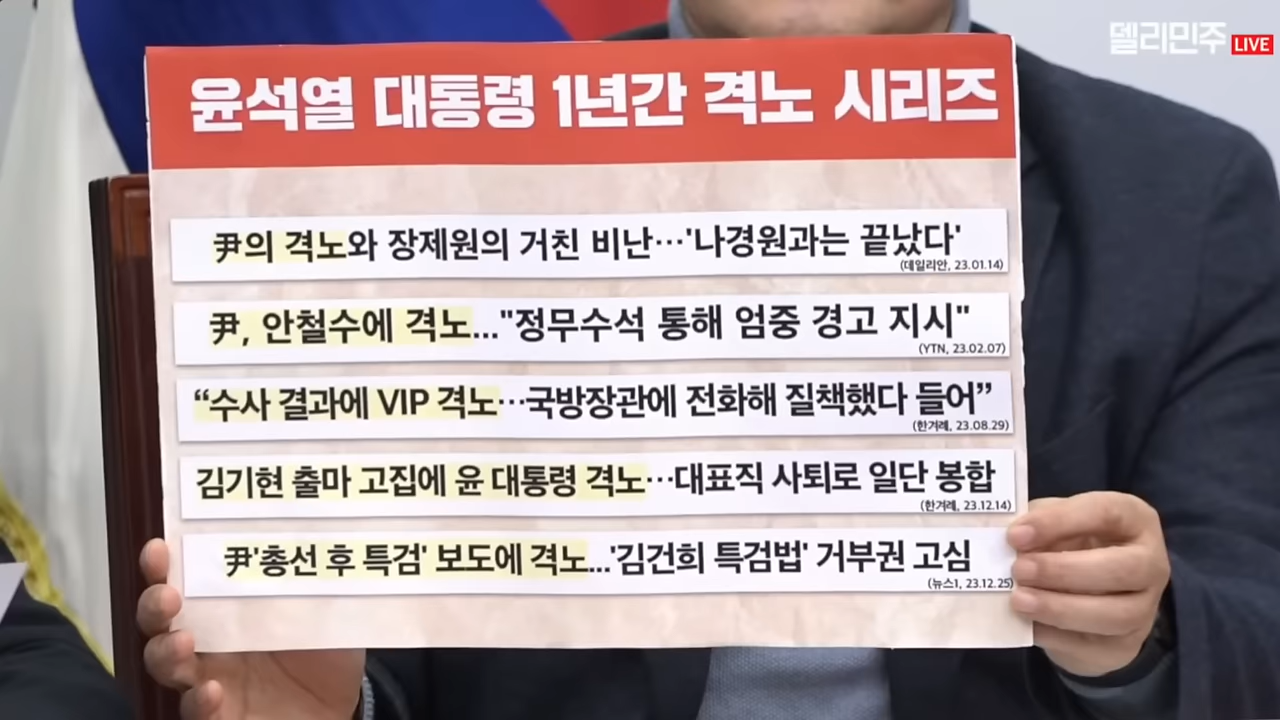 델리민주 LIVE
윤석열 대통령 1년간 격노 시리즈
尹의 격노와 장제원의 거친 비난…'나경원과는 끝났다'
(데일리안, 23.01.14)
尹, 안철수에 격노..."정무수석 통해 엄중 경고 지시"
(YTN, 23.02.07)
“수사 결과에 VIP 격노…국방장관에 전화해 질책했다 들어”
(한겨레, 23.08.29)
김기현 출마 고집에 윤 대통령 격노…대표직 사퇴로 일단 봉합
(한겨레, 23.12.14)
尹'총선 후 특검' 보도에 격노...'김건희 특검법' 거부권 고심
(뉴스1, 23.12.25)